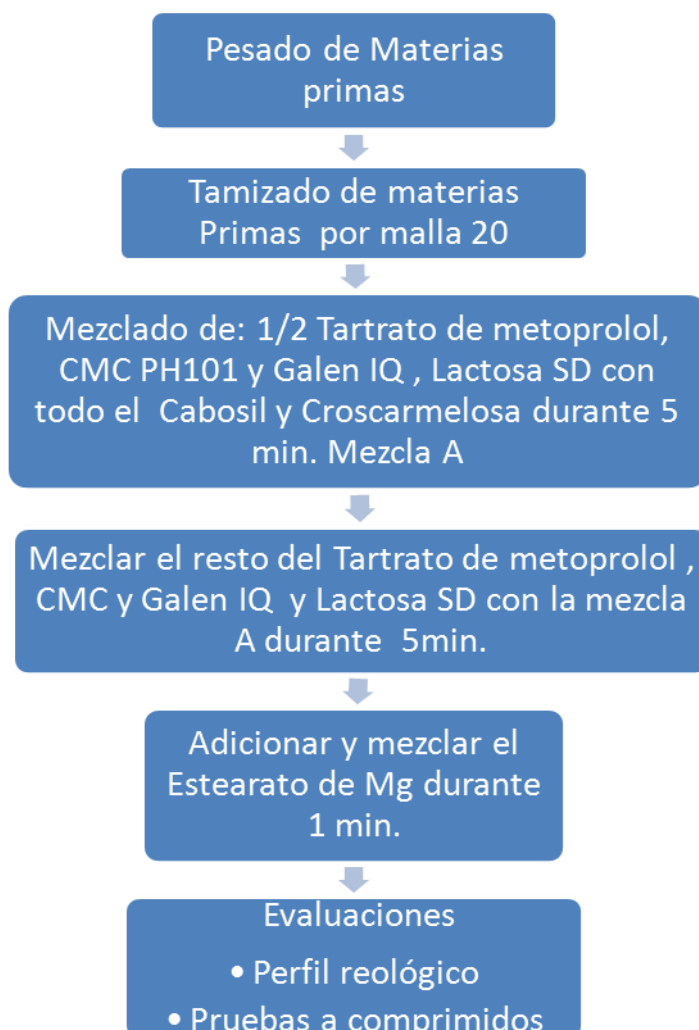 Pesado de Materias
primas
Tamizado de materias
Primas por malla 20
Mezclado de: 1/2 Tartrato de metoprolol,
CMC PH101 y Galen IQ , Lactosa SD con
todo el Cabosil y Croscarmelosa durante 5
min. Mezcla A
Mezclar el resto del Tartrato de metoprolol ,
CMC y Galen IQ y Lactosa SD con la mezcla
A durante 5min.
Adicionar y mezclar el
Estearato de Mg durante
1 min.
Evaluaciones
• Perfil reológico
• Pruebas a comprimidos